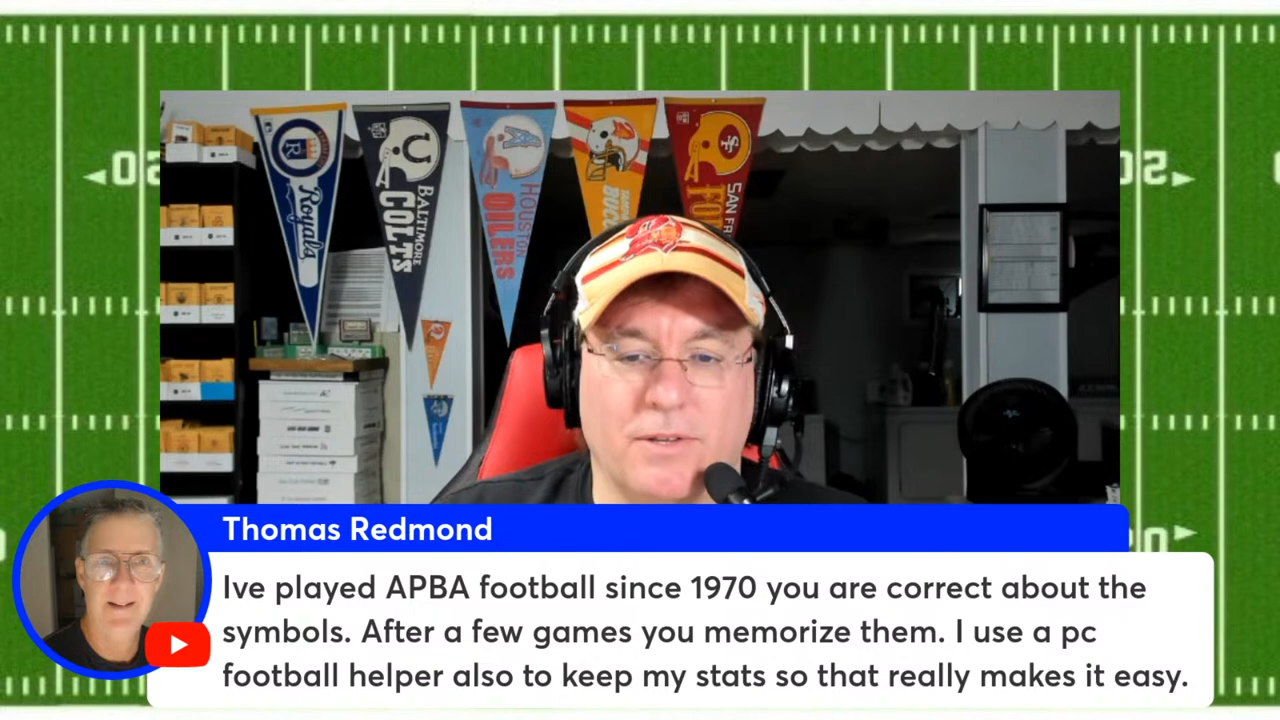 Royals
BALTIMORE
COLTS
HOUSTON
OILERS
SAN FR
Thomas Redmond
Ive played APBA football since 1970 you are correct about the
symbols. After a few games you memorize them. I use a pc
football helper also to keep my stats so that really makes it easy.